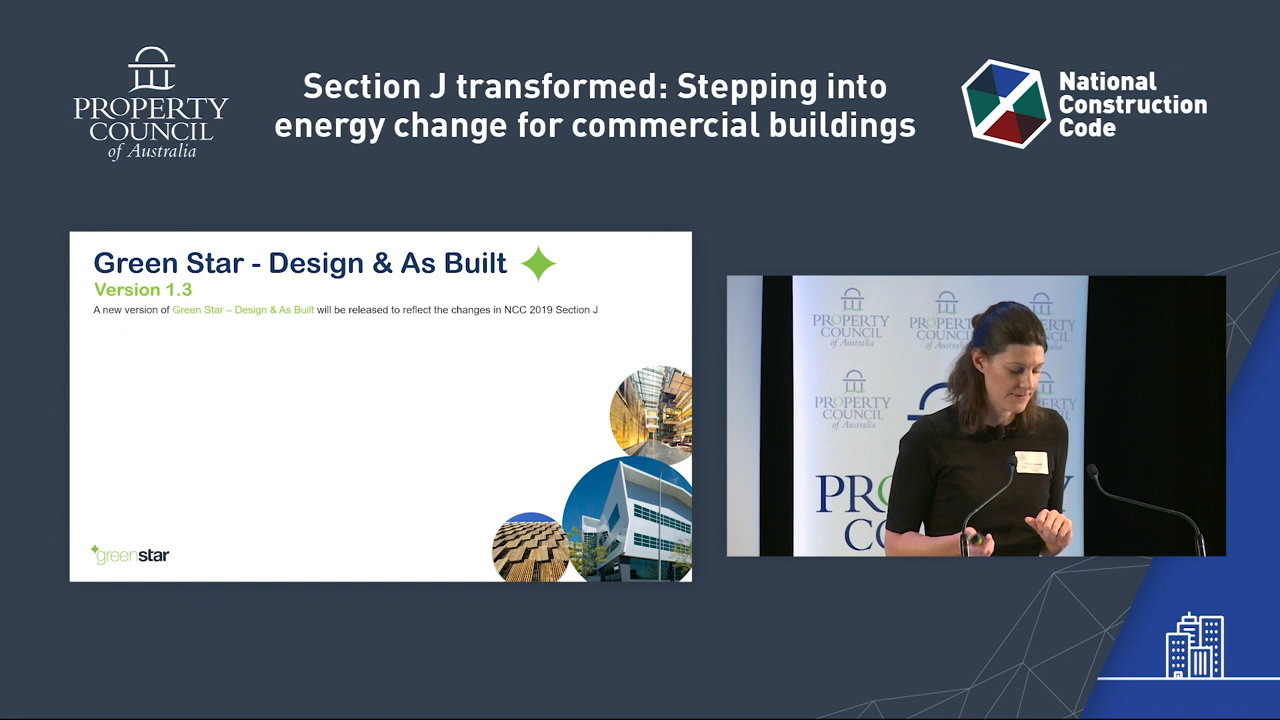 PROPERTY
COUNCIL
of Australia
Section J transformed: Stepping into
energy change for commercial buildings
National
Construction
Code
Green Star - Design & As Built
Version 1.3
A new version of Green Star – Design & As Built will be released to reflect the changes in NCC 2019 Section J
greenstar
PROPERTY
COUNCIL
of Australia
PROPERTY
COUNCIL
of Australia
PROPERTY
COUNCIL
of Australia